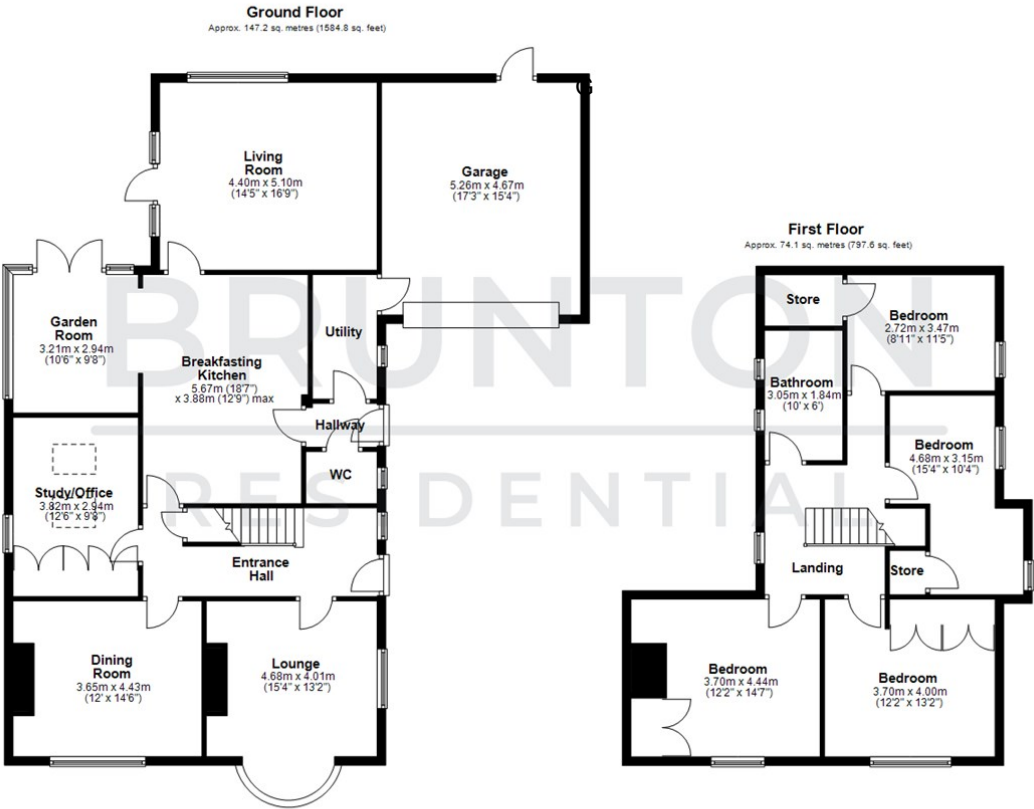 Ground Floor
Approx. 147.2 sq. metres (1584.8 sq. feet)
Living
Room
4.40m x 5.10m
(14'5" x 16'9")
Garage
5.26m x 4.67m
(17'3" x 15'4")
Garden
Room
3.21m x 2.94m
(10'6" x 9'8")
Breakfasting
Kitchen
5.67m (18'7")
x 3.88m (12'9") max
Utility
Hallway
WC
Study/Office
3.82m x 2.94m
(12'6" x 9'8")
Entrance
Hall
Dining
Room
3.65m x 4.43m
(12' x 14'6")
Lounge
4.68m x 4.01m
(15'4" x 13'2")
First Floor
Approx. 74.1 sq. metres (797.6 sq. feet)
Store
Bedroom
2.72m x 3.47m
(8'11" x 11'5")
Bathroom
3.05m x 1.84m
(10' x 6')
Bedroom
4.68m x 3.15m
(15'4" x 10'4")
Landing
Store
Bedroom
3.70m x 4.44m
(12'2" x 14'7")
Bedroom
3.70m x 4.00m
(12'2" x 13'2")
BRUNTON
RESIDENTIAL